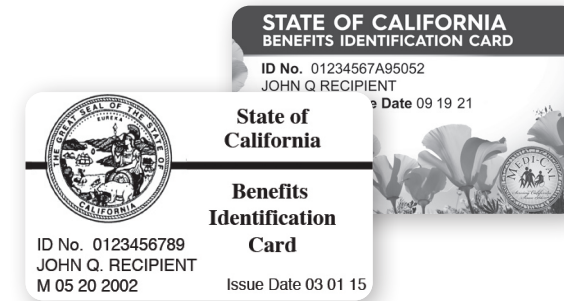 STATE OF CALIFORNIA
BENEFITS IDENTIFICATION CARD
ID No. 01234567A95052
JOHN Q RECIPIENT
e Date 09 19 21
MEDI-CAL
THE GREAT SEAL OF THE STATE OF CALIFORNIA
EUREKA
State of
California
Benefits
Identification
Card
ID No. 0123456789
JOHN Q. RECIPIENT
M 05 20 2002
Issue Date 03 01 15